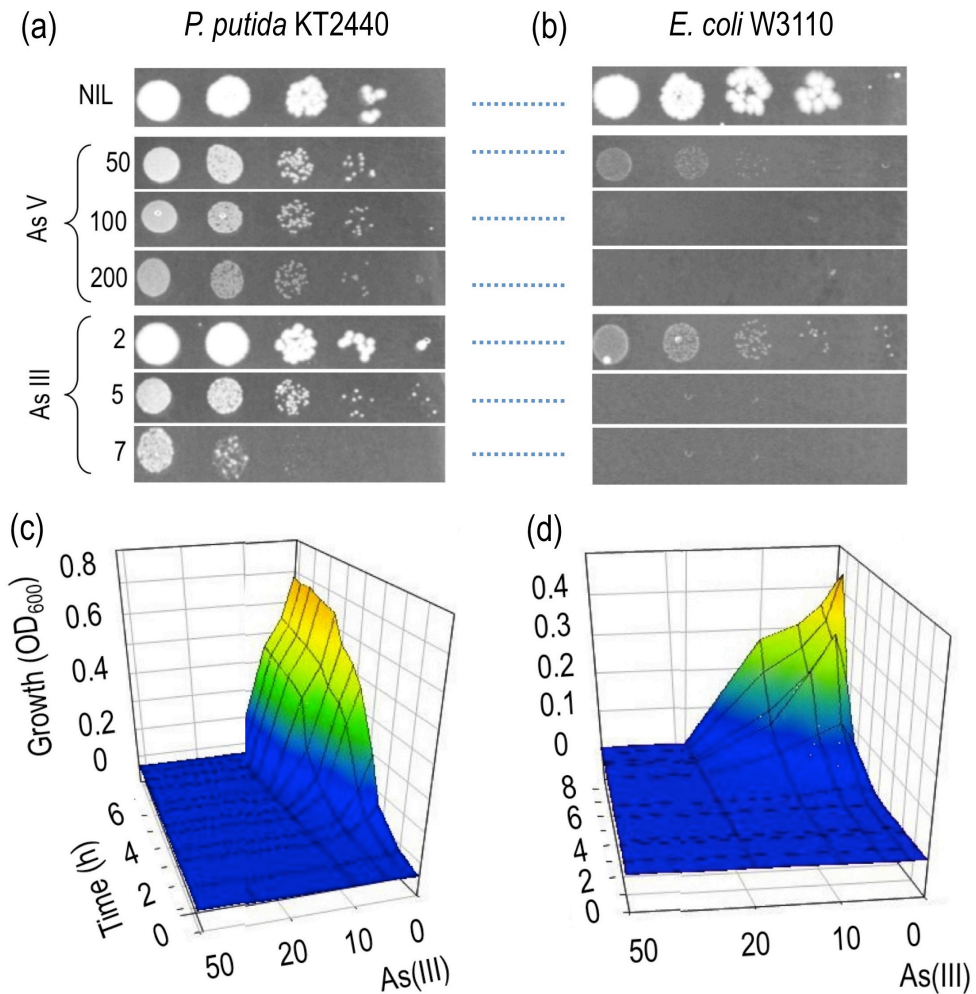 (a) P. putida KT2440 (b) E. coli W3110
NIL
As V
50
100
200
As III
2
5
7
(c) (d)
Growth (OD600)
0.8
0.6
0.4
0.2
0
Time (h)
6
4
2
0
50 20 10 0
As(III)
0.4
0.3
0.2
0.1
0
8
6
4
2
0
50 20 10 0
As(III)